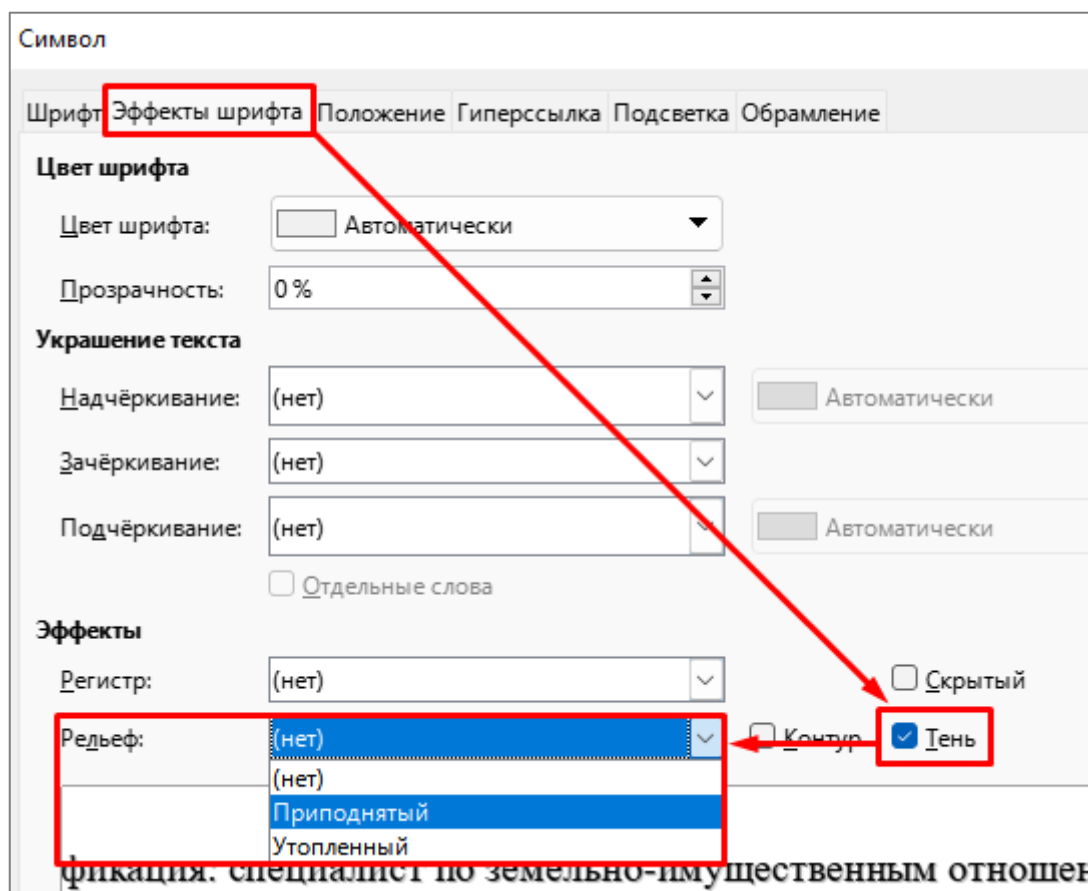 Символ
Шрифт Эффекты шрифта Положение Гиперссылка Подсветка Обрамление
Цвет шрифта
Цвет шрифта: Автоматически
Прозрачность: 0 %
Украшение текста
Надчёркивание: (нет) Автоматически
Зачёркивание: (нет)
Подчёркивание: (нет) Автоматически
Отдельные слова
Эффекты
Регистр: (нет) Скрытый
Рельеф: (нет) Контур Тень
(нет)
Приподнятый
Утопленный
фикация: специалист по земельно-имущественным отношен